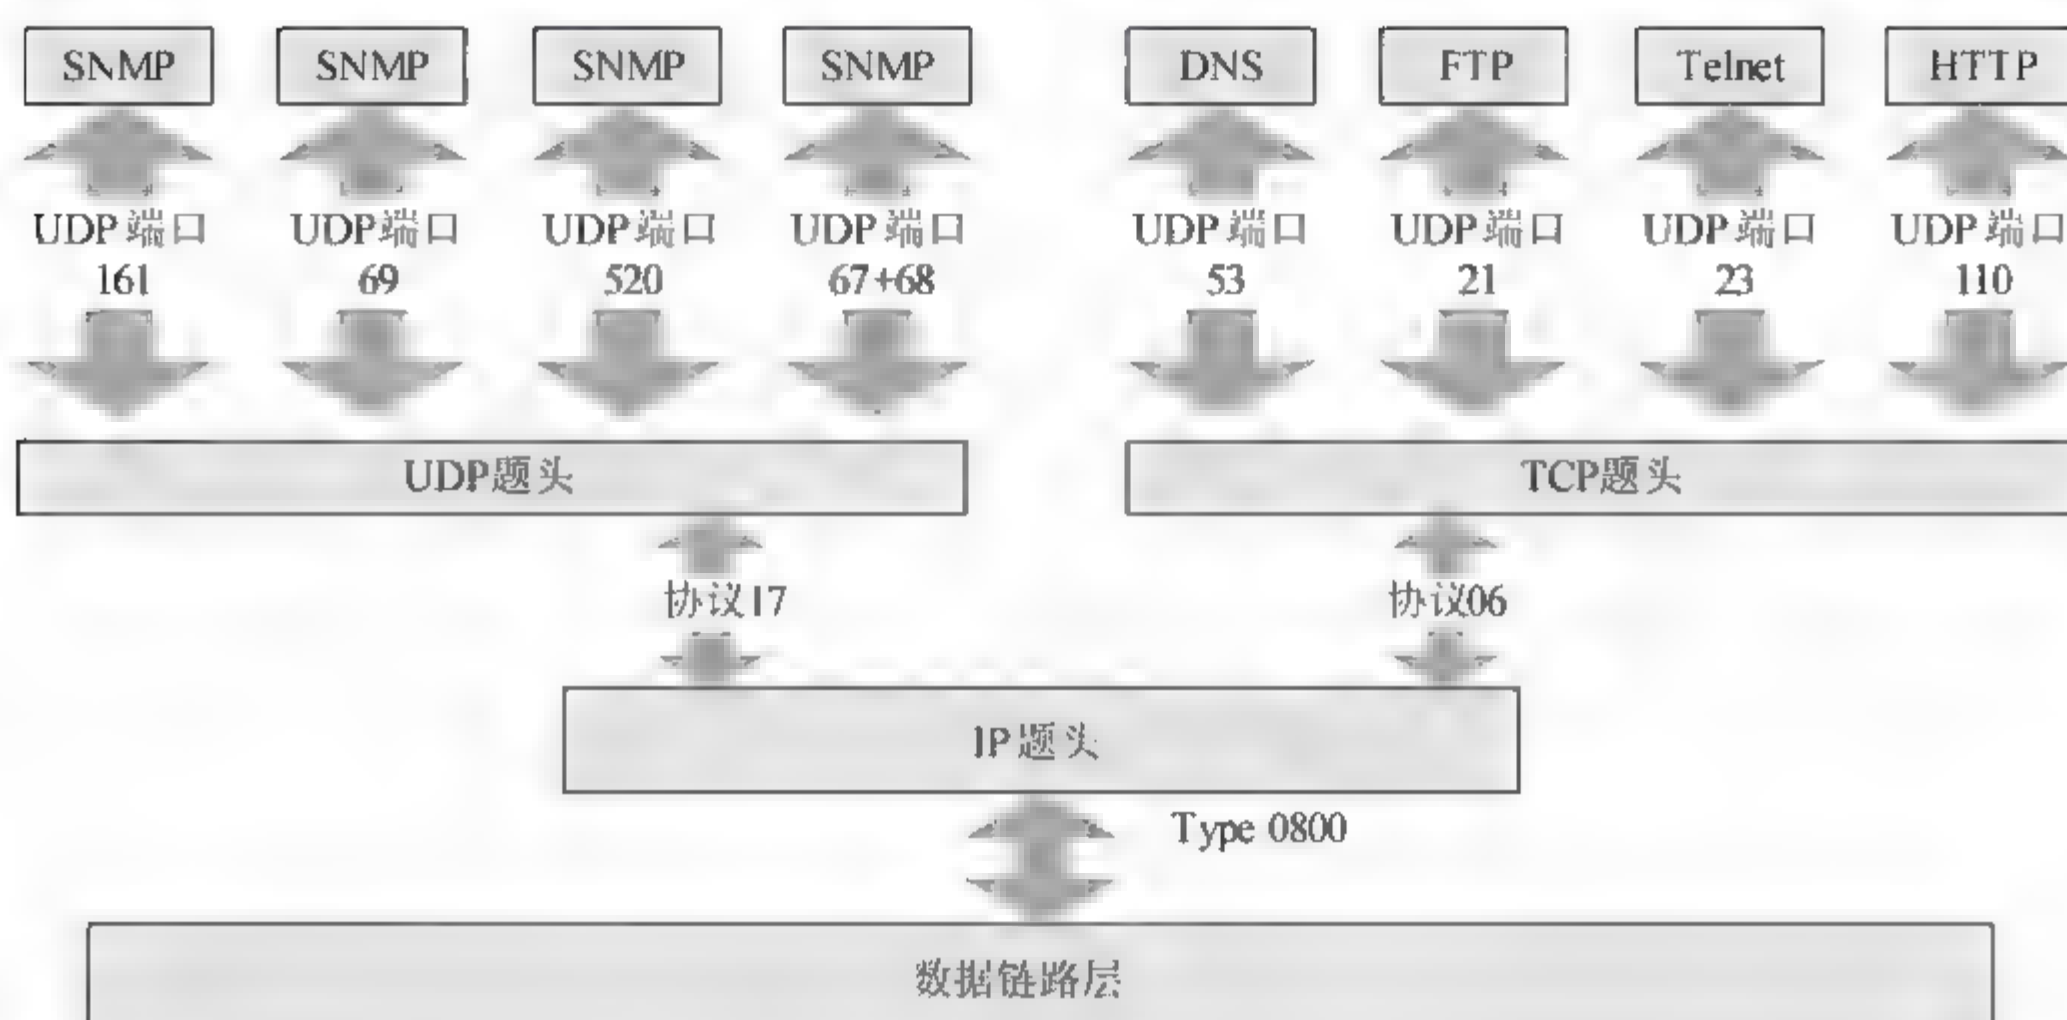 SNMP SNMP SNMP SNMP DNS FTP Telnet HTTP
UDP端口 UDP端口 UDP端口 UDP端口 UDP端口 UDP端口 UDP端口 UDP端口
161 69 520 67+68 53 21 23 110
UDP题头 TCP题头
协议17 协议06
IP题头
Type 0800
数据链路层